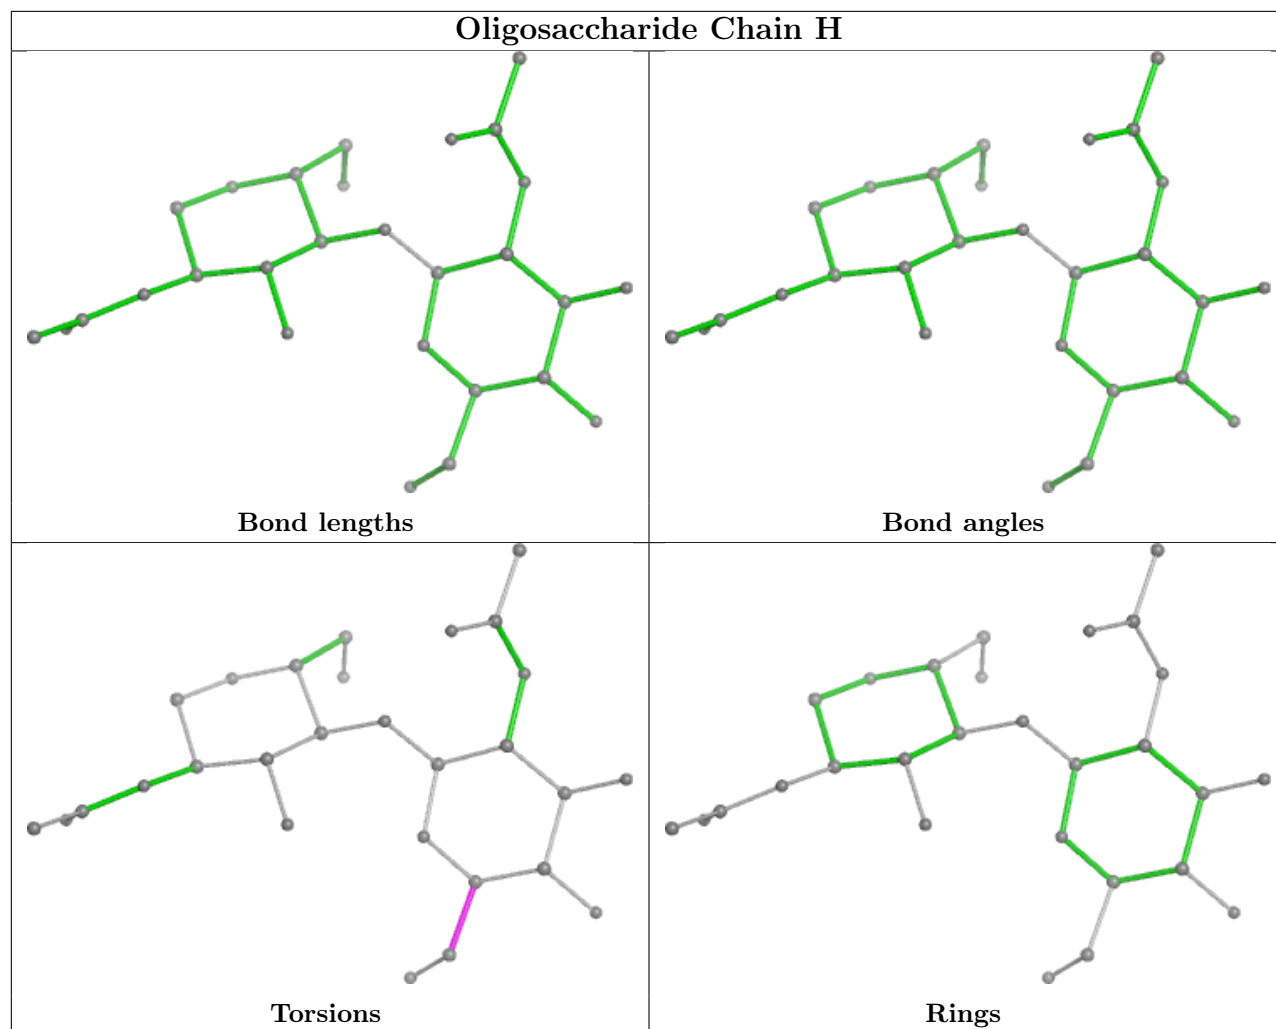 Oligosaccharide Chain H
Bond lengths
Bond angles
Torsions
Rings